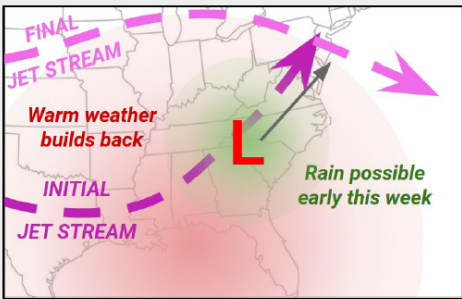 FINAL
JET STREAM
Warm weather
builds back
L
Rain possible
early this week
INITIAL
JET STREAM